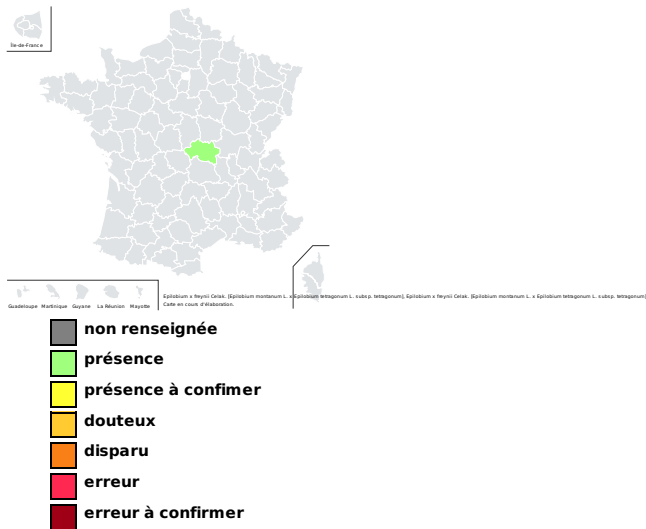 Île-de-France
Guadeloupe Martinique Guyane La Réunion Mayotte
Epilobium x freynii Celak. [Epilobium montanum L. x Epilobium tetragonum L. subsp. tetragonum], Epilobium x freynii Celak. [Epilobium montanum L. x Epilobium tetragonum L. subsp. tetragonum]
Carte en cours d'élaboration.
non renseignée
présence
présence à confimer
douteux
disparu
erreur
erreur à confirmer